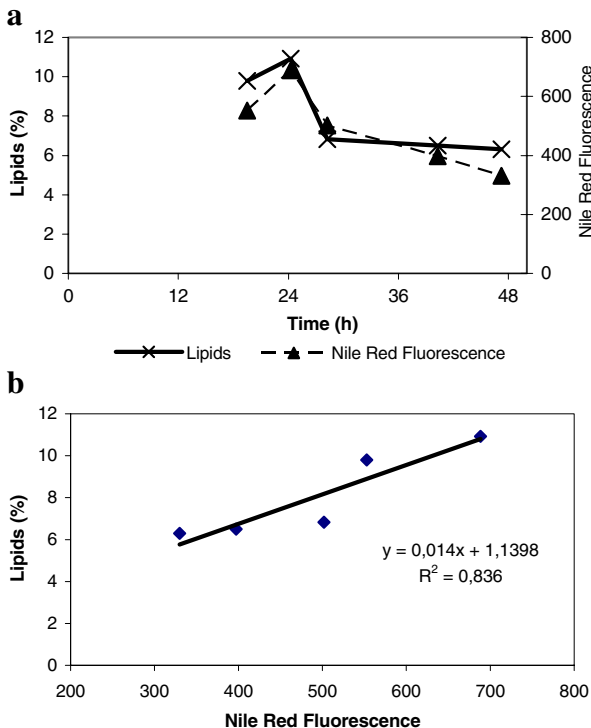 a
12
10
8
6
4
2
0
Lipids (%)
800
600
400
200
0
Nile Red Fluorescence
0 12 24 36 48
Time (h)
Lipids Nile Red Fluorescence
b
12
10
8
6
4
2
0
Lipids (%)
y = 0,014x + 1,1398
R² = 0,836
200 300 400 500 600 700 800
Nile Red Fluorescence